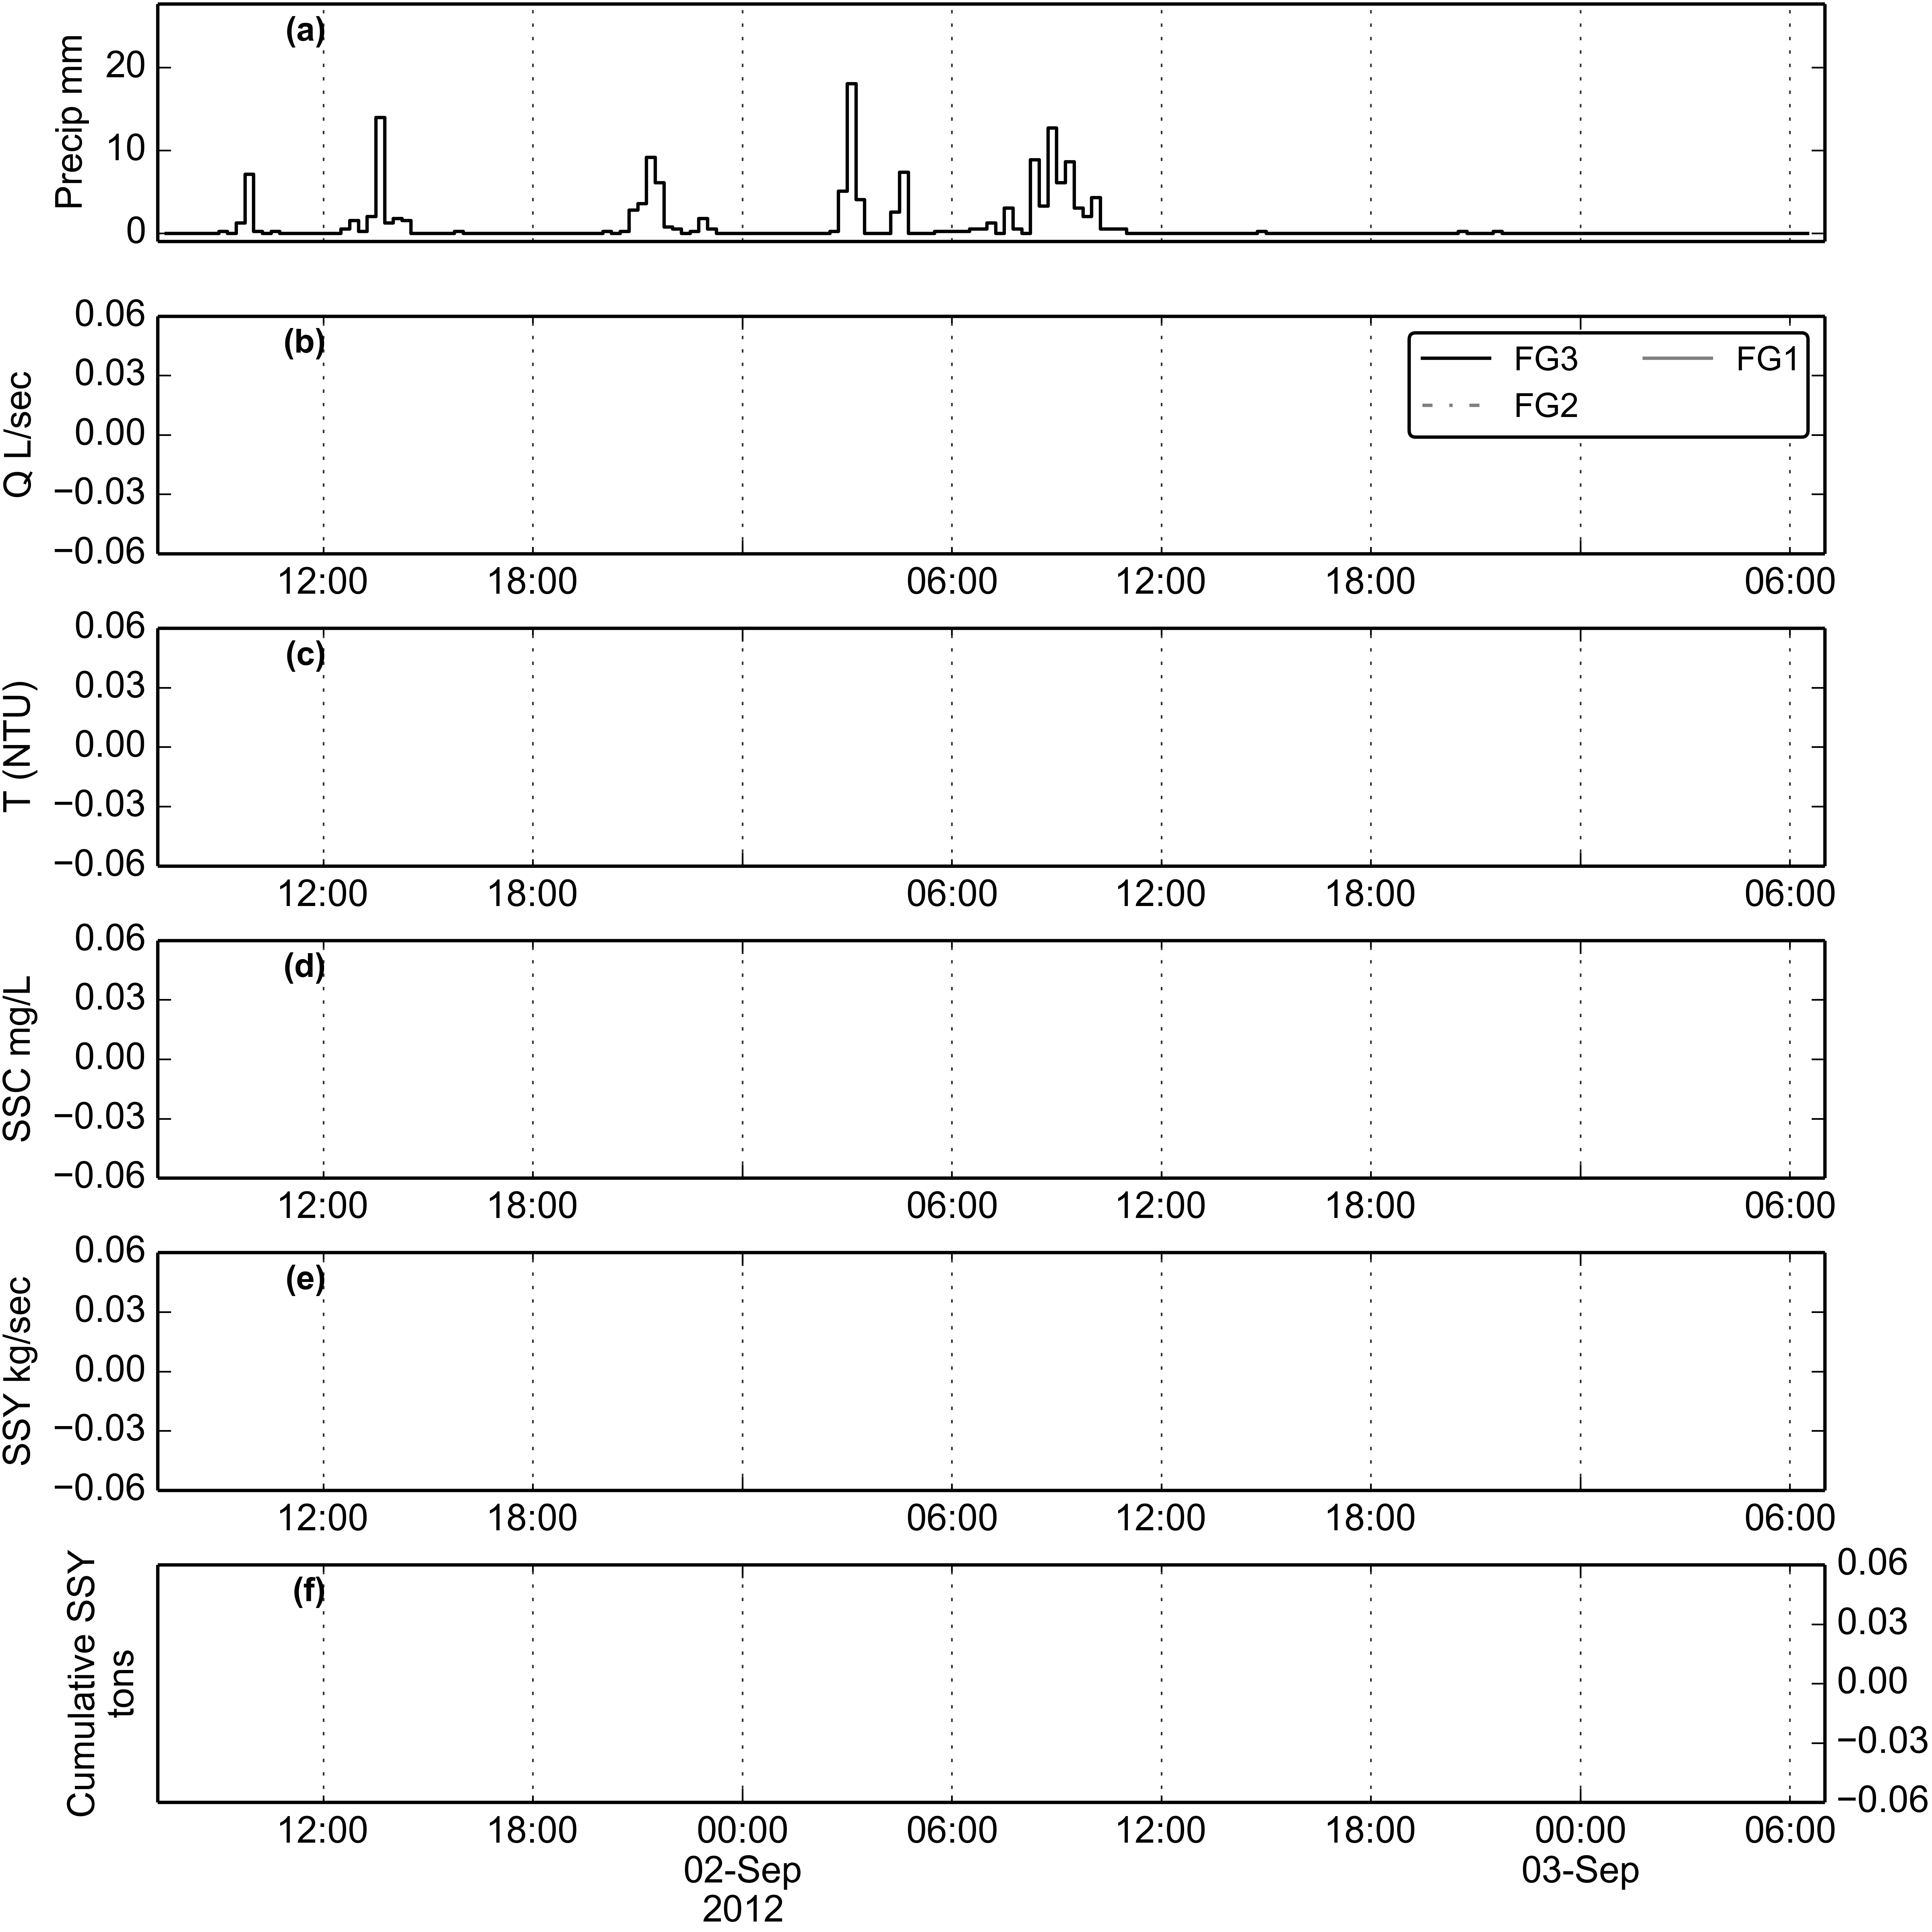 (a)
Precip mm
20
10
0
(b)
Q L/sec
0.06
0.03
0.00
−0.03
−0.06
FG3 FG1
FG2
12:00 18:00 06:00 12:00 18:00 06:00
(c)
T (NTU)
0.06
0.03
0.00
−0.03
−0.06
12:00 18:00 06:00 12:00 18:00 06:00
(d)
SSC mg/L
0.06
0.03
0.00
−0.03
−0.06
12:00 18:00 06:00 12:00 18:00 06:00
(e)
SSY kg/sec
0.06
0.03
0.00
−0.03
−0.06
12:00 18:00 06:00 12:00 18:00 06:00
(f)
Cumulative SSY
tons
0.06
0.03
0.00
−0.03
−0.06
12:00 18:00 00:00 06:00 12:00 18:00 00:00 06:00
02-Sep 03-Sep
2012